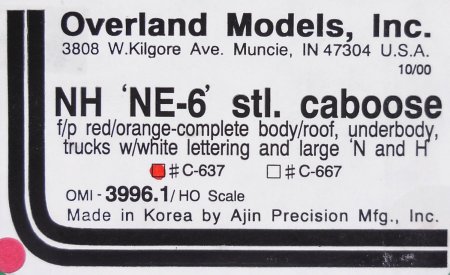 Overland Models, Inc.
3808 W.Kilgore Ave. Muncie, IN 47304 U.S.A.
10/00
NH 'NE-6' stl. caboose
f/p red/orange-complete body/roof, underbody,
trucks w/white lettering and large 'N and H'
#C-637 #C-667
OMI - 3996.1/ HO Scale
Made in Korea by Ajin Precision Mfg., Inc.